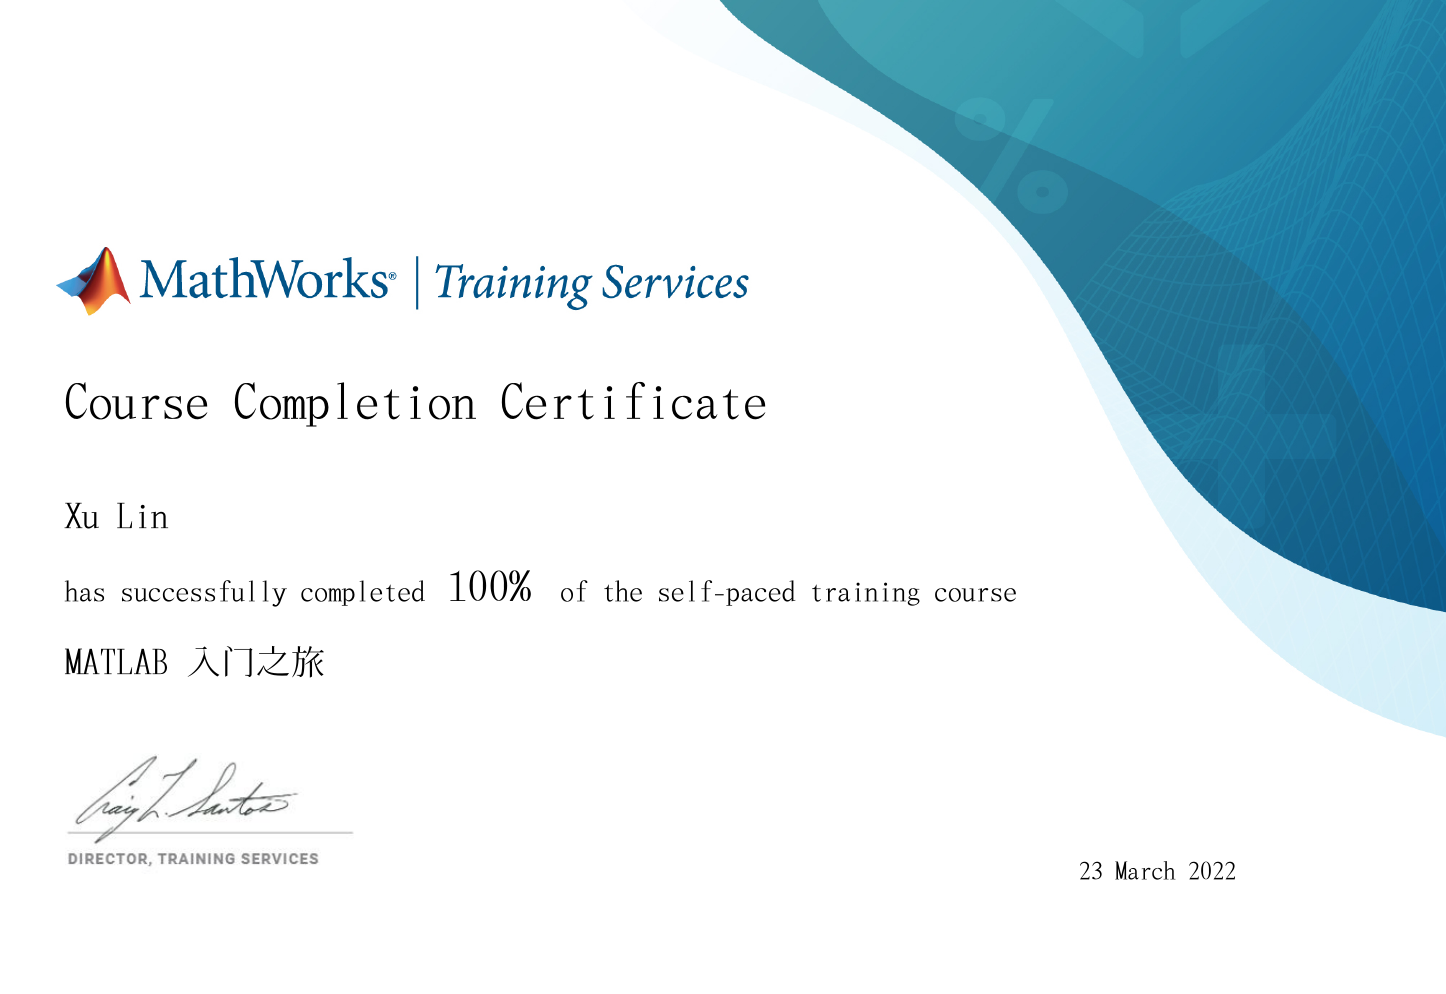 MathWorks® | Training Services
Course Completion Certificate
Xu Lin
has successfully completed 100% of the self-paced training course
MATLAB 入门之旅
Craig L. Santos
DIRECTOR, TRAINING SERVICES
23 March 2022